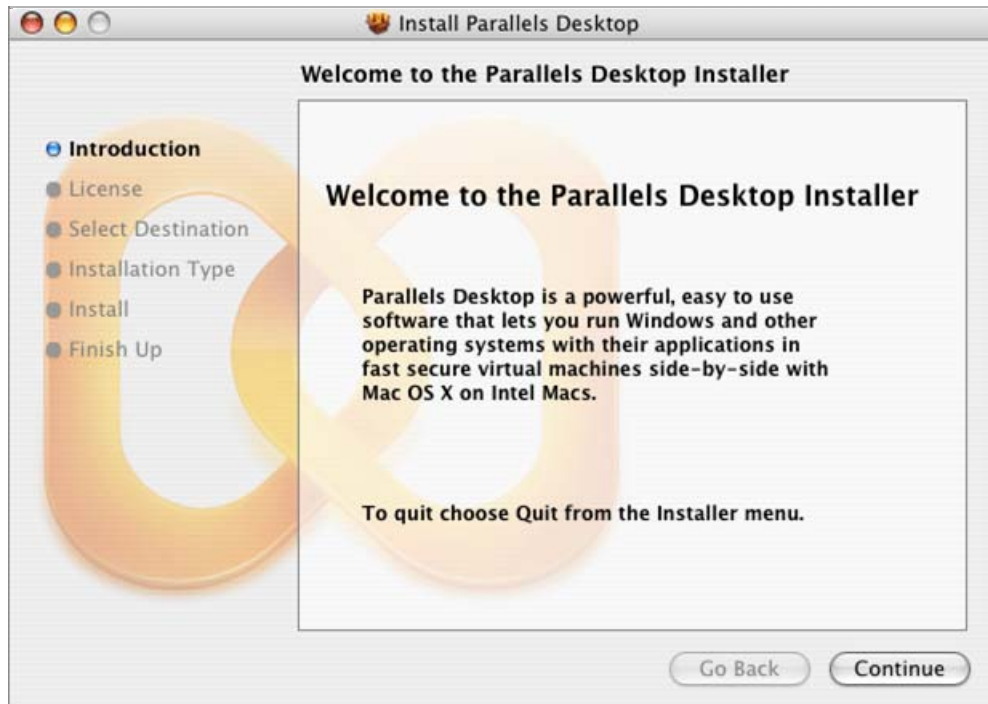 Install Parallels Desktop
Welcome to the Parallels Desktop Installer
Introduction
License
Select Destination
Installation Type
Install
Finish Up
Welcome to the Parallels Desktop Installer
Parallels Desktop is a powerful, easy to use
software that lets you run Windows and other
operating systems with their applications in
fast secure virtual machines side-by-side with
Mac OS X on Intel Macs.
To quit choose Quit from the Installer menu.
Go Back
Continue